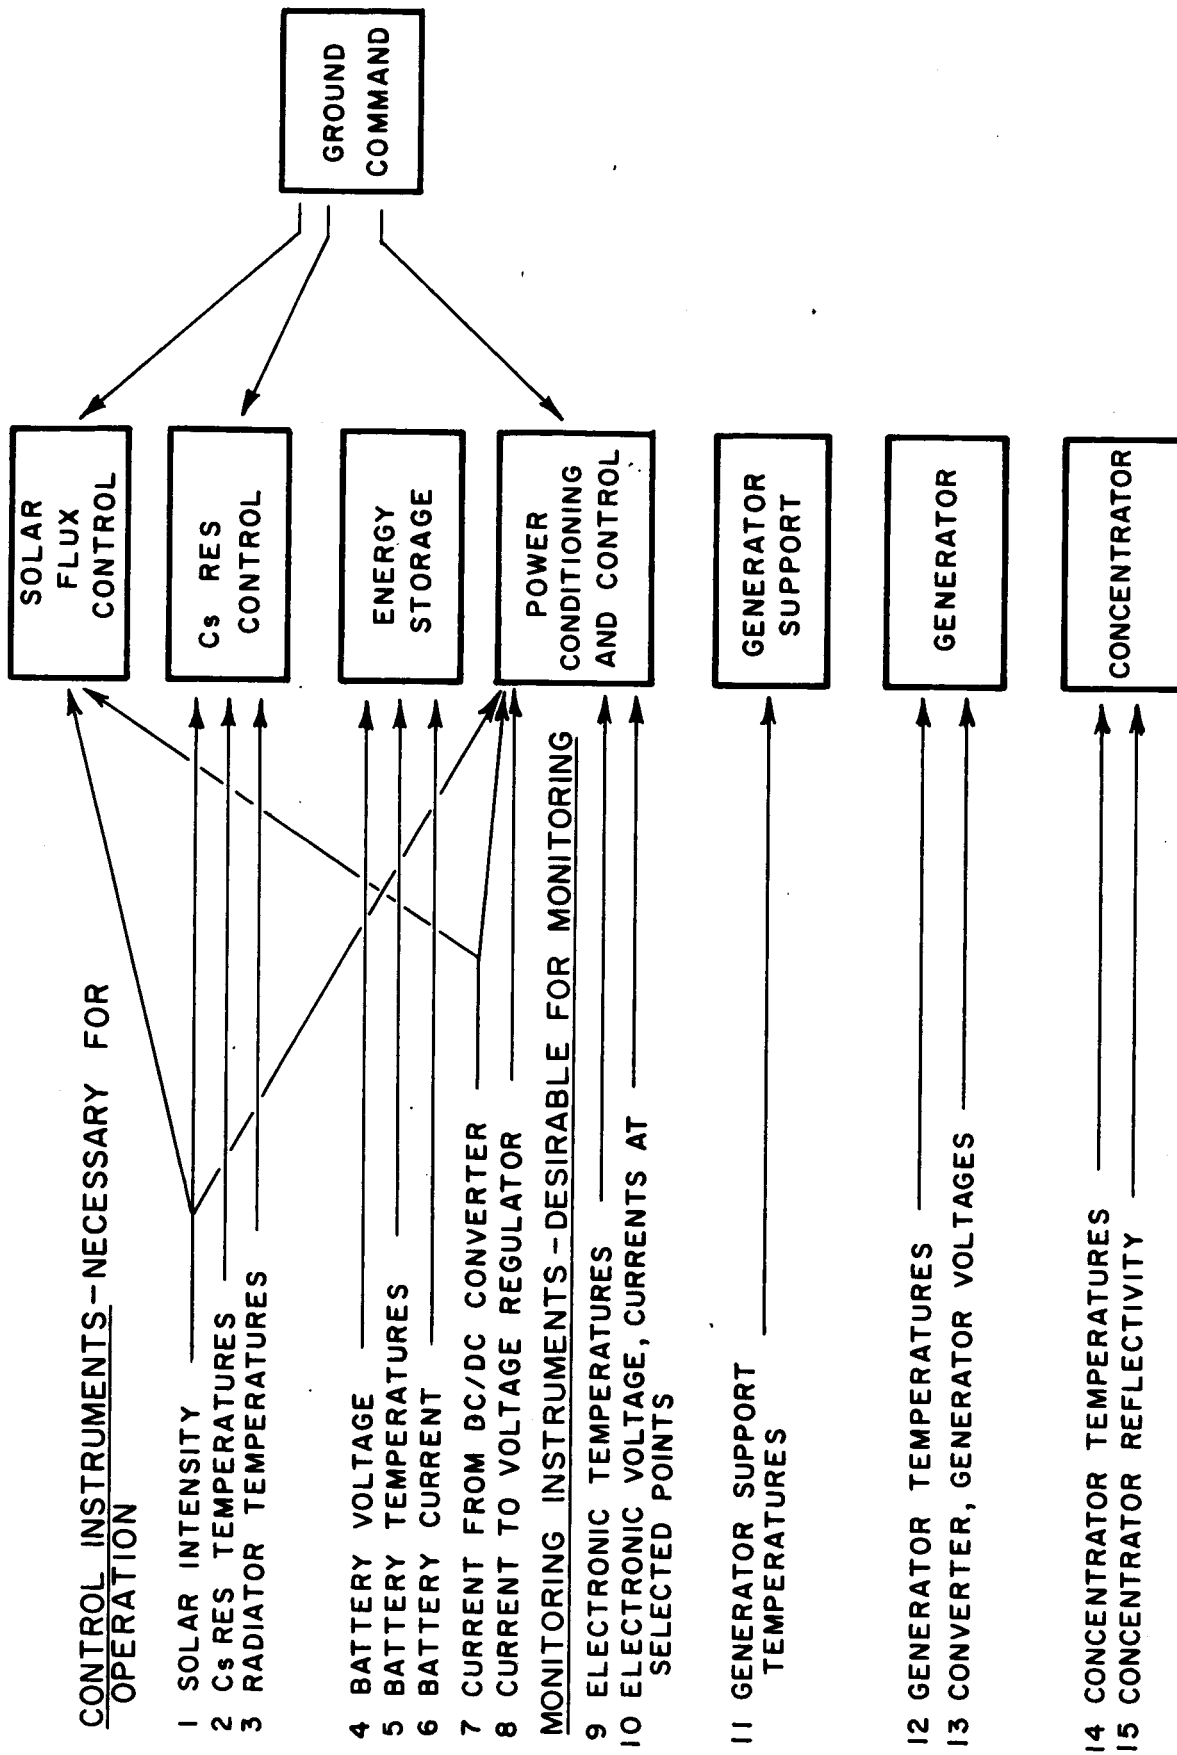 CONTROL INSTRUMENTS-NECESSARY FOR
OPERATION
1 SOLAR INTENSITY
2 Cs RES TEMPERATURES
3 RADIATOR TEMPERATURES
4 BATTERY VOLTAGE
5 BATTERY TEMPERATURES
6 BATTERY CURRENT
7 CURRENT FROM DC/DC CONVERTER
8 CURRENT TO VOLTAGE REGULATOR
MONITORING INSTRUMENTS-DESIRABLE FOR MONITORING
9 ELECTRONIC TEMPERATURES
10 ELECTRONIC VOLTAGE, CURRENTS AT
SELECTED POINTS
11 GENERATOR SUPPORT
TEMPERATURES
12 GENERATOR TEMPERATURES
13 CONVERTER, GENERATOR VOLTAGES
14 CONCENTRATOR TEMPERATURES
15 CONCENTRATOR REFLECTIVITY
SOLAR
FLUX
CONTROL
Cs RES
CONTROL
ENERGY
STORAGE
POWER
CONDITIONING
AND CONTROL
GENERATOR
SUPPORT
GENERATOR
CONCENTRATOR
GROUND
COMMAND